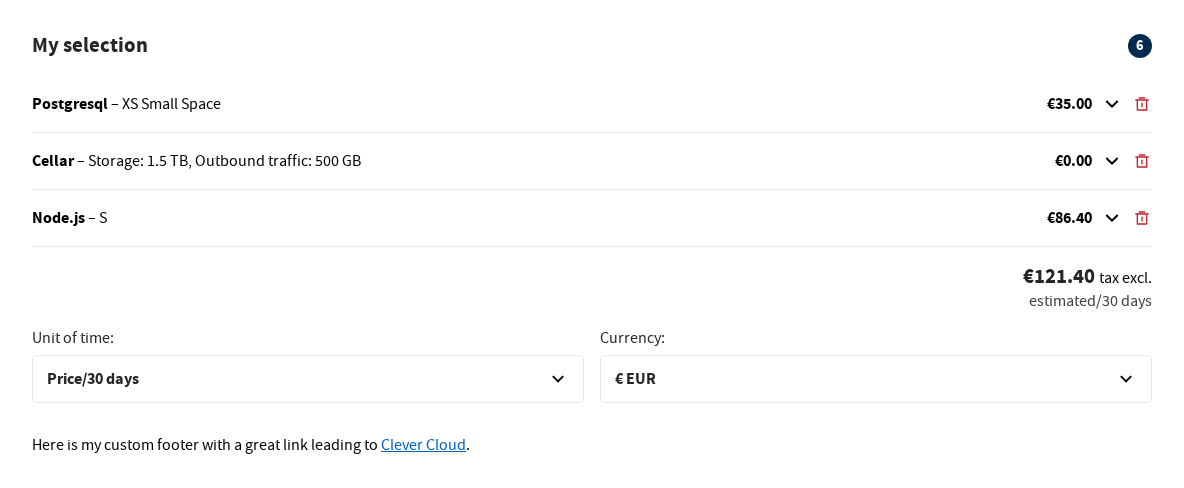 My selection 6
Postgresql – XS Small Space €35.00
Cellar – Storage: 1.5 TB, Outbound traffic: 500 GB €0.00
Node.js – S €86.40
€121.40 tax excl.
estimated/30 days
Unit of time: Currency:
Price/30 days € EUR
Here is my custom footer with a great link leading to Clever Cloud.